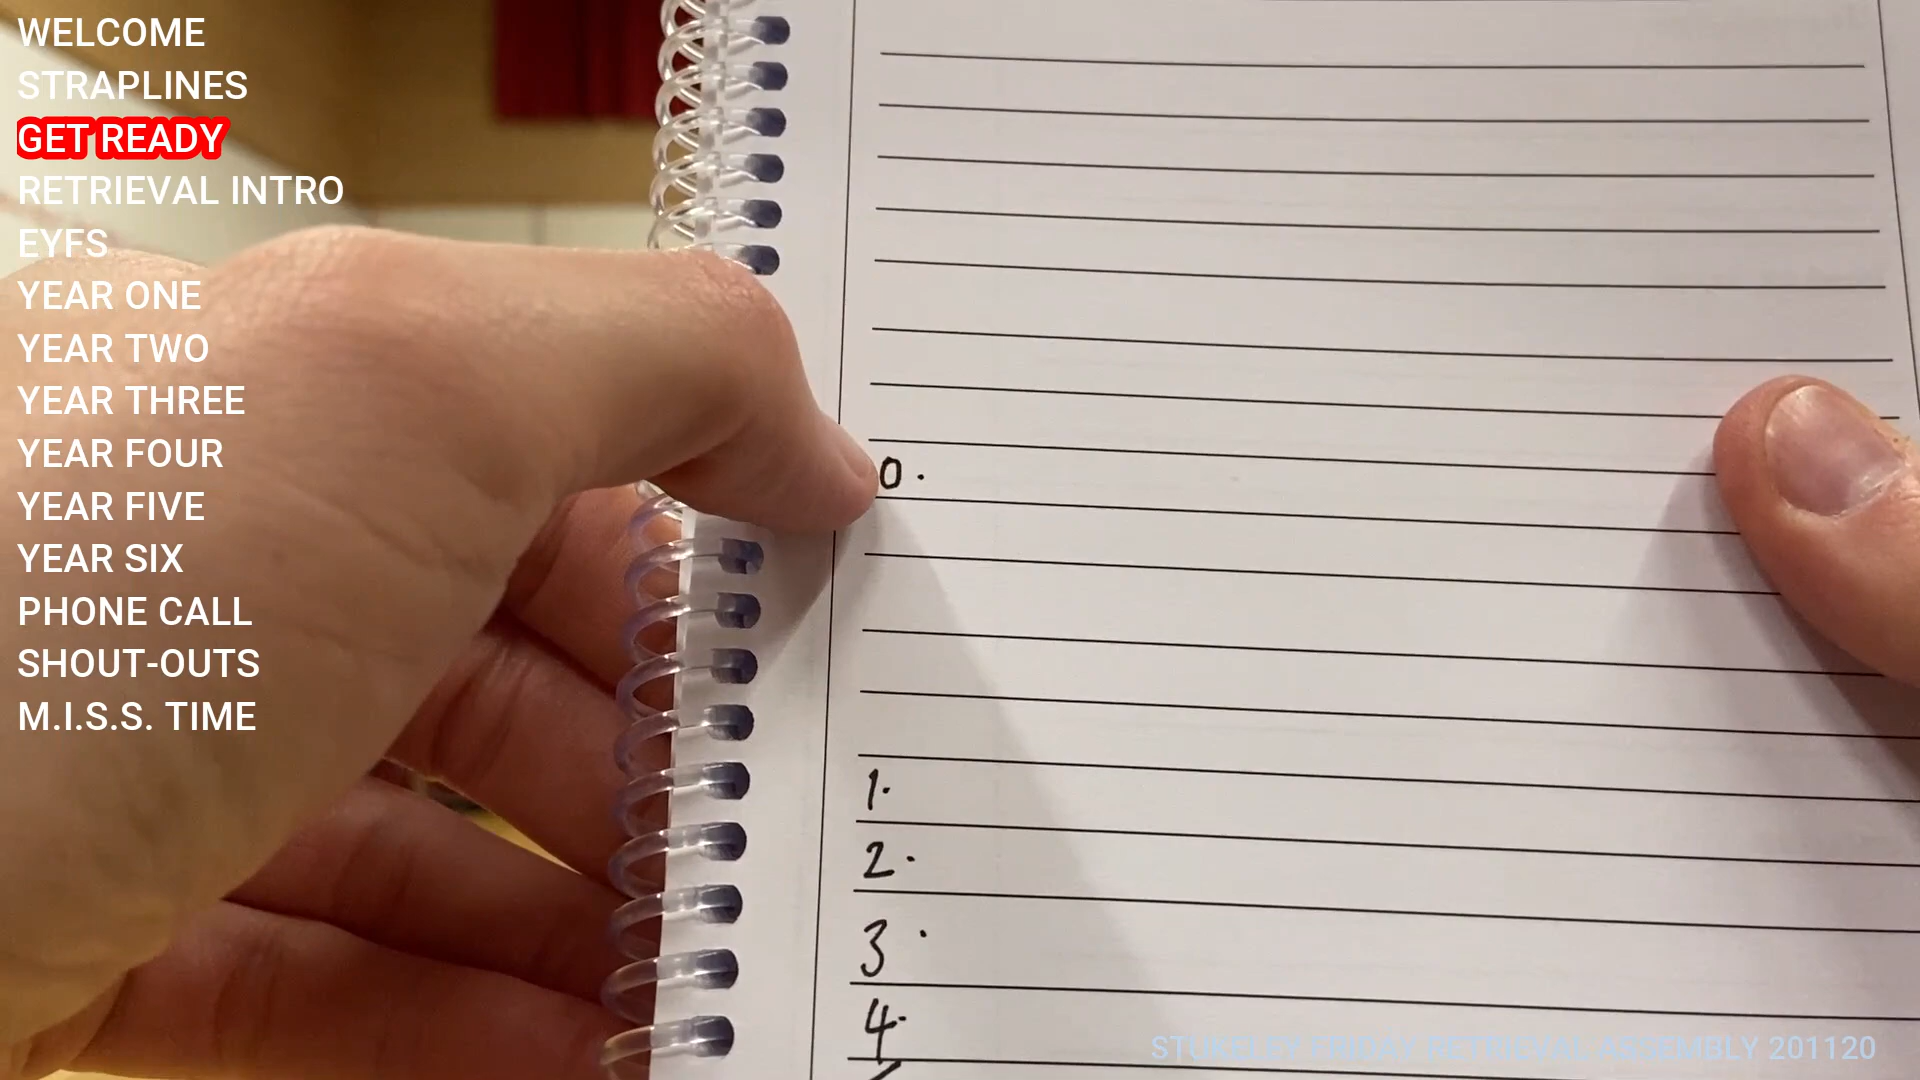 WELCOME
STRAPLINES
GET READY
RETRIEVAL INTRO
EYFS
YEAR ONE
YEAR TWO
YEAR THREE
YEAR FOUR
YEAR FIVE
YEAR SIX
PHONE CALL
SHOUT-OUTS
M.I.S.S. TIME
0.
1.
2.
3.
4.
STUKELEY FRIDAY RETRIEVAL ASSEMBLY 201120